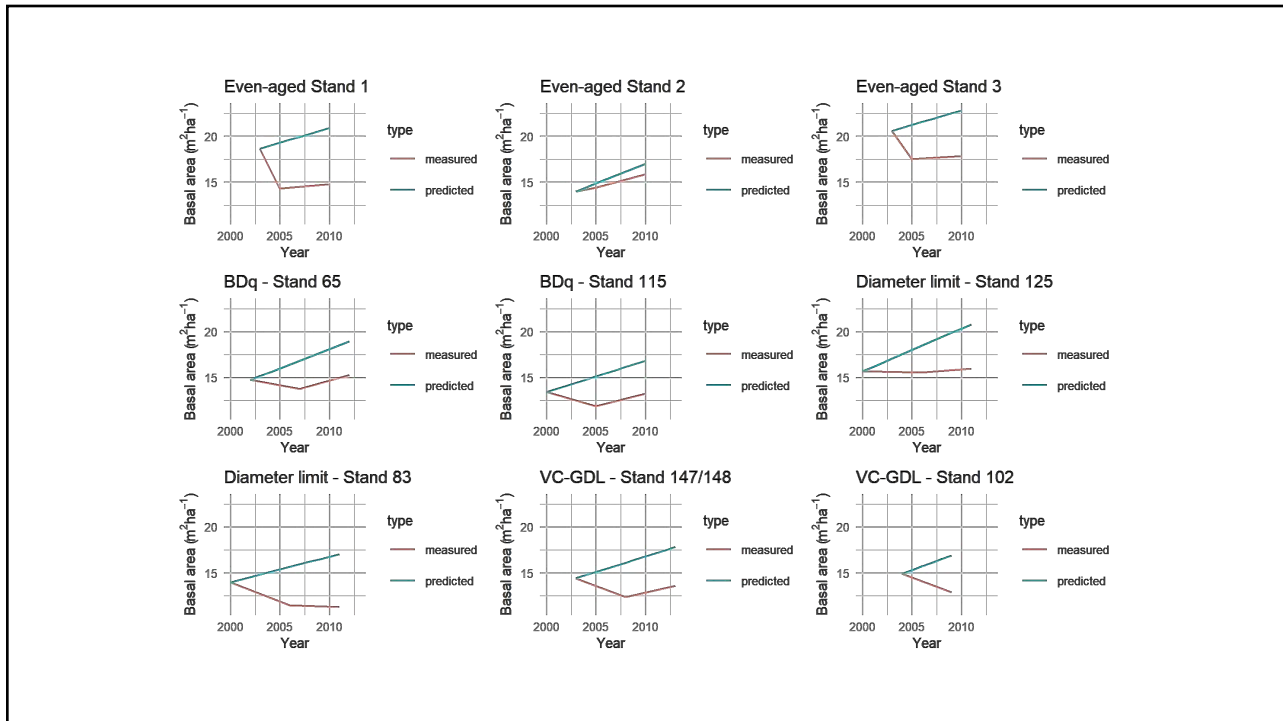 Even-aged Stand 1
Basal area (m²ha⁻¹)
20
15
2000 2005 2010
Year
type
measured
predicted
Even-aged Stand 2
Basal area (m²ha⁻¹)
20
15
2000 2005 2010
Year
type
measured
predicted
Even-aged Stand 3
Basal area (m²ha⁻¹)
20
15
2000 2005 2010
Year
type
measured
predicted
BDq - Stand 65
Basal area (m²ha⁻¹)
20
15
2000 2005 2010
Year
type
measured
predicted
BDq - Stand 115
Basal area (m²ha⁻¹)
20
15
2000 2005 2010
Year
type
measured
predicted
Diameter limit - Stand 125
Basal area (m²ha⁻¹)
20
15
2000 2005 2010
Year
type
measured
predicted
Diameter limit - Stand 83
Basal area (m²ha⁻¹)
20
15
2000 2005 2010
Year
type
measured
predicted
VC-GDL - Stand 147/148
Basal area (m²ha⁻¹)
20
15
2000 2005 2010
Year
type
measured
predicted
VC-GDL - Stand 102
Basal area (m²ha⁻¹)
20
15
2000 2005 2010
Year
type
measured
predicted